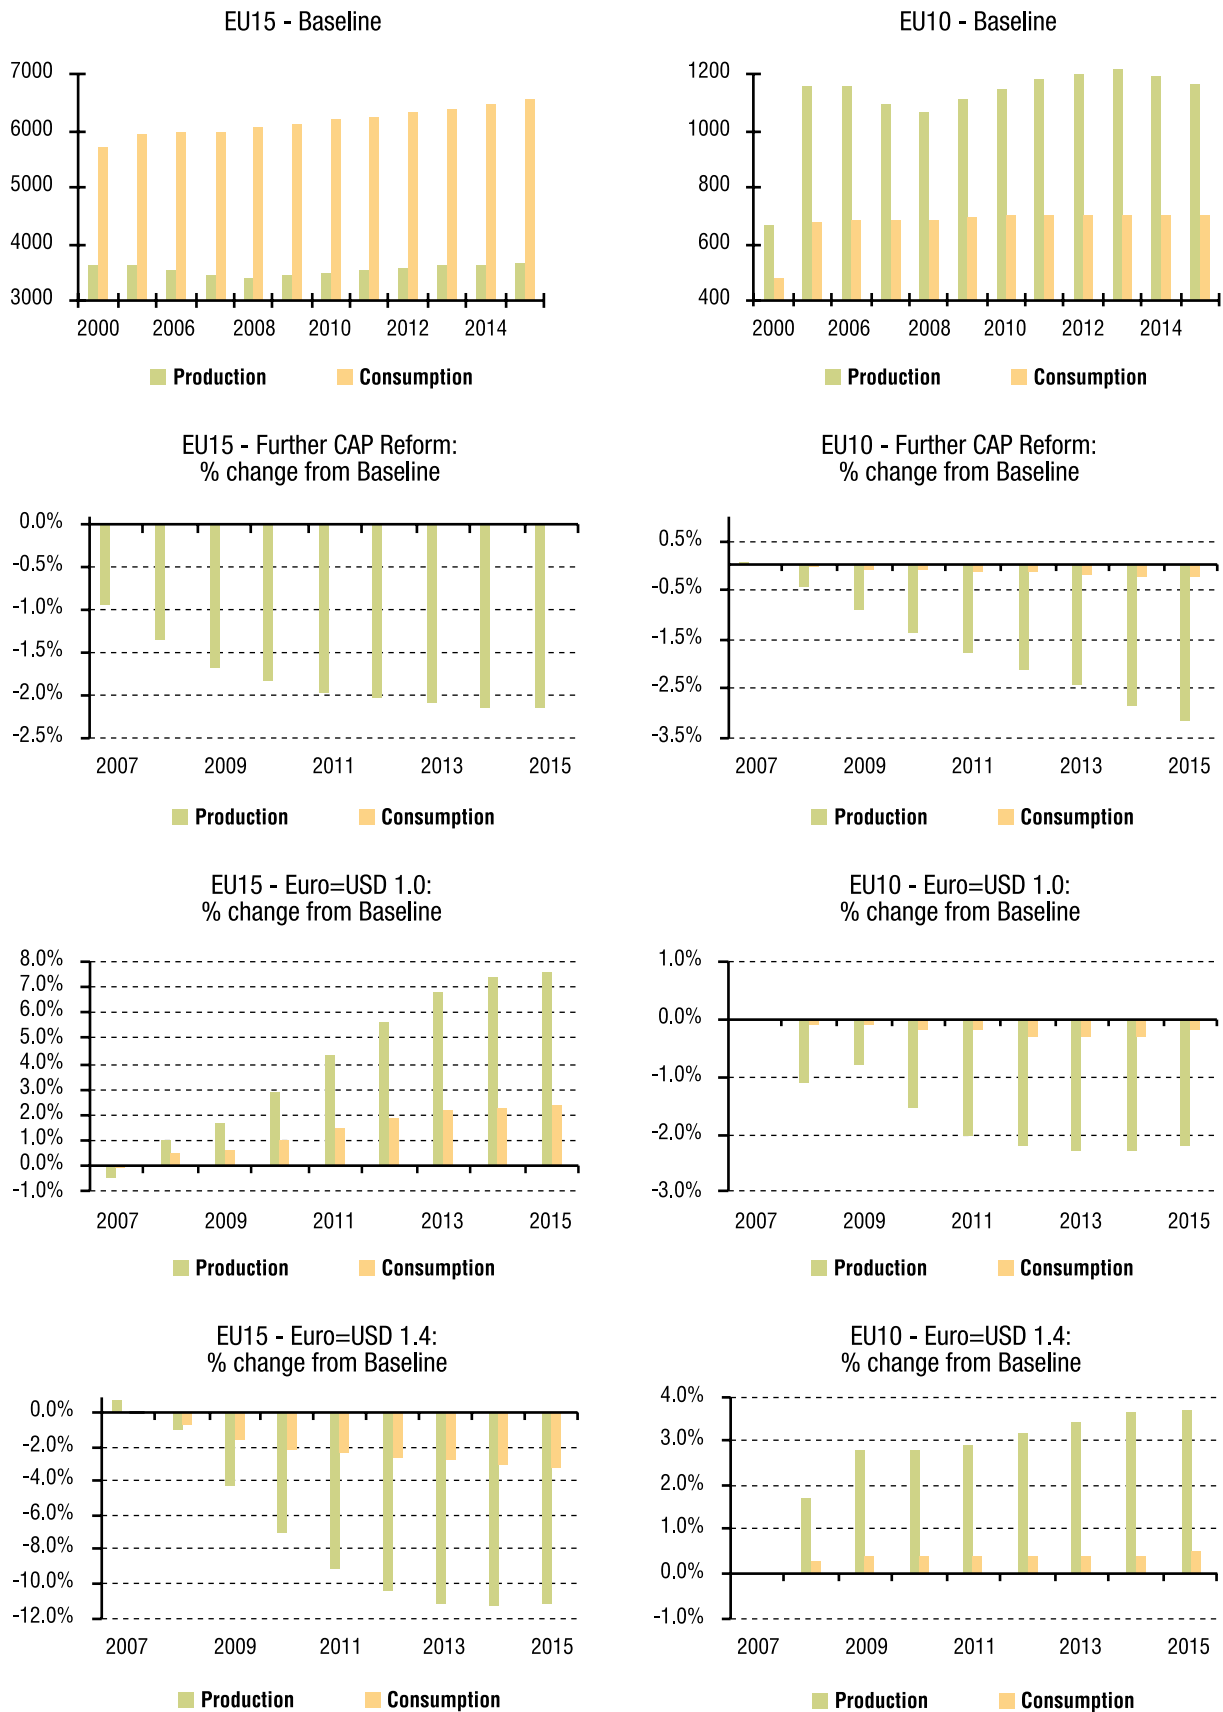 EU15 - Baseline
7000
6000
5000
4000
3000
2000 2006 2008 2010 2012 2014
Production Consumption
EU10 - Baseline
1200
1000
800
600
400
2000 2006 2008 2010 2012 2014
Production Consumption
EU15 - Further CAP Reform:
% change from Baseline
0.0%
-0.5%
-1.0%
-1.5%
-2.0%
-2.5%
2007 2009 2011 2013 2015
Production Consumption
EU10 - Further CAP Reform:
% change from Baseline
0.5%
-0.5%
-1.5%
-2.5%
-3.5%
2007 2009 2011 2013 2015
Production Consumption
EU15 - Euro=USD 1.0:
% change from Baseline
8.0%
7.0%
6.0%
5.0%
4.0%
3.0%
2.0%
1.0%
0.0%
-1.0%
2007 2009 2011 2013 2015
Production Consumption
EU10 - Euro=USD 1.0:
% change from Baseline
1.0%
0.0%
-1.0%
-2.0%
-3.0%
2007 2009 2011 2013 2015
Production Consumption
EU15 - Euro=USD 1.4:
% change from Baseline
0.0%
-2.0%
-4.0%
-6.0%
-8.0%
-10.0%
-12.0%
2007 2009 2011 2013 2015
Production Consumption
EU10 - Euro=USD 1.4:
% change from Baseline
4.0%
3.0%
2.0%
1.0%
0.0%
-1.0%
2007 2009 2011 2013 2015
Production Consumption